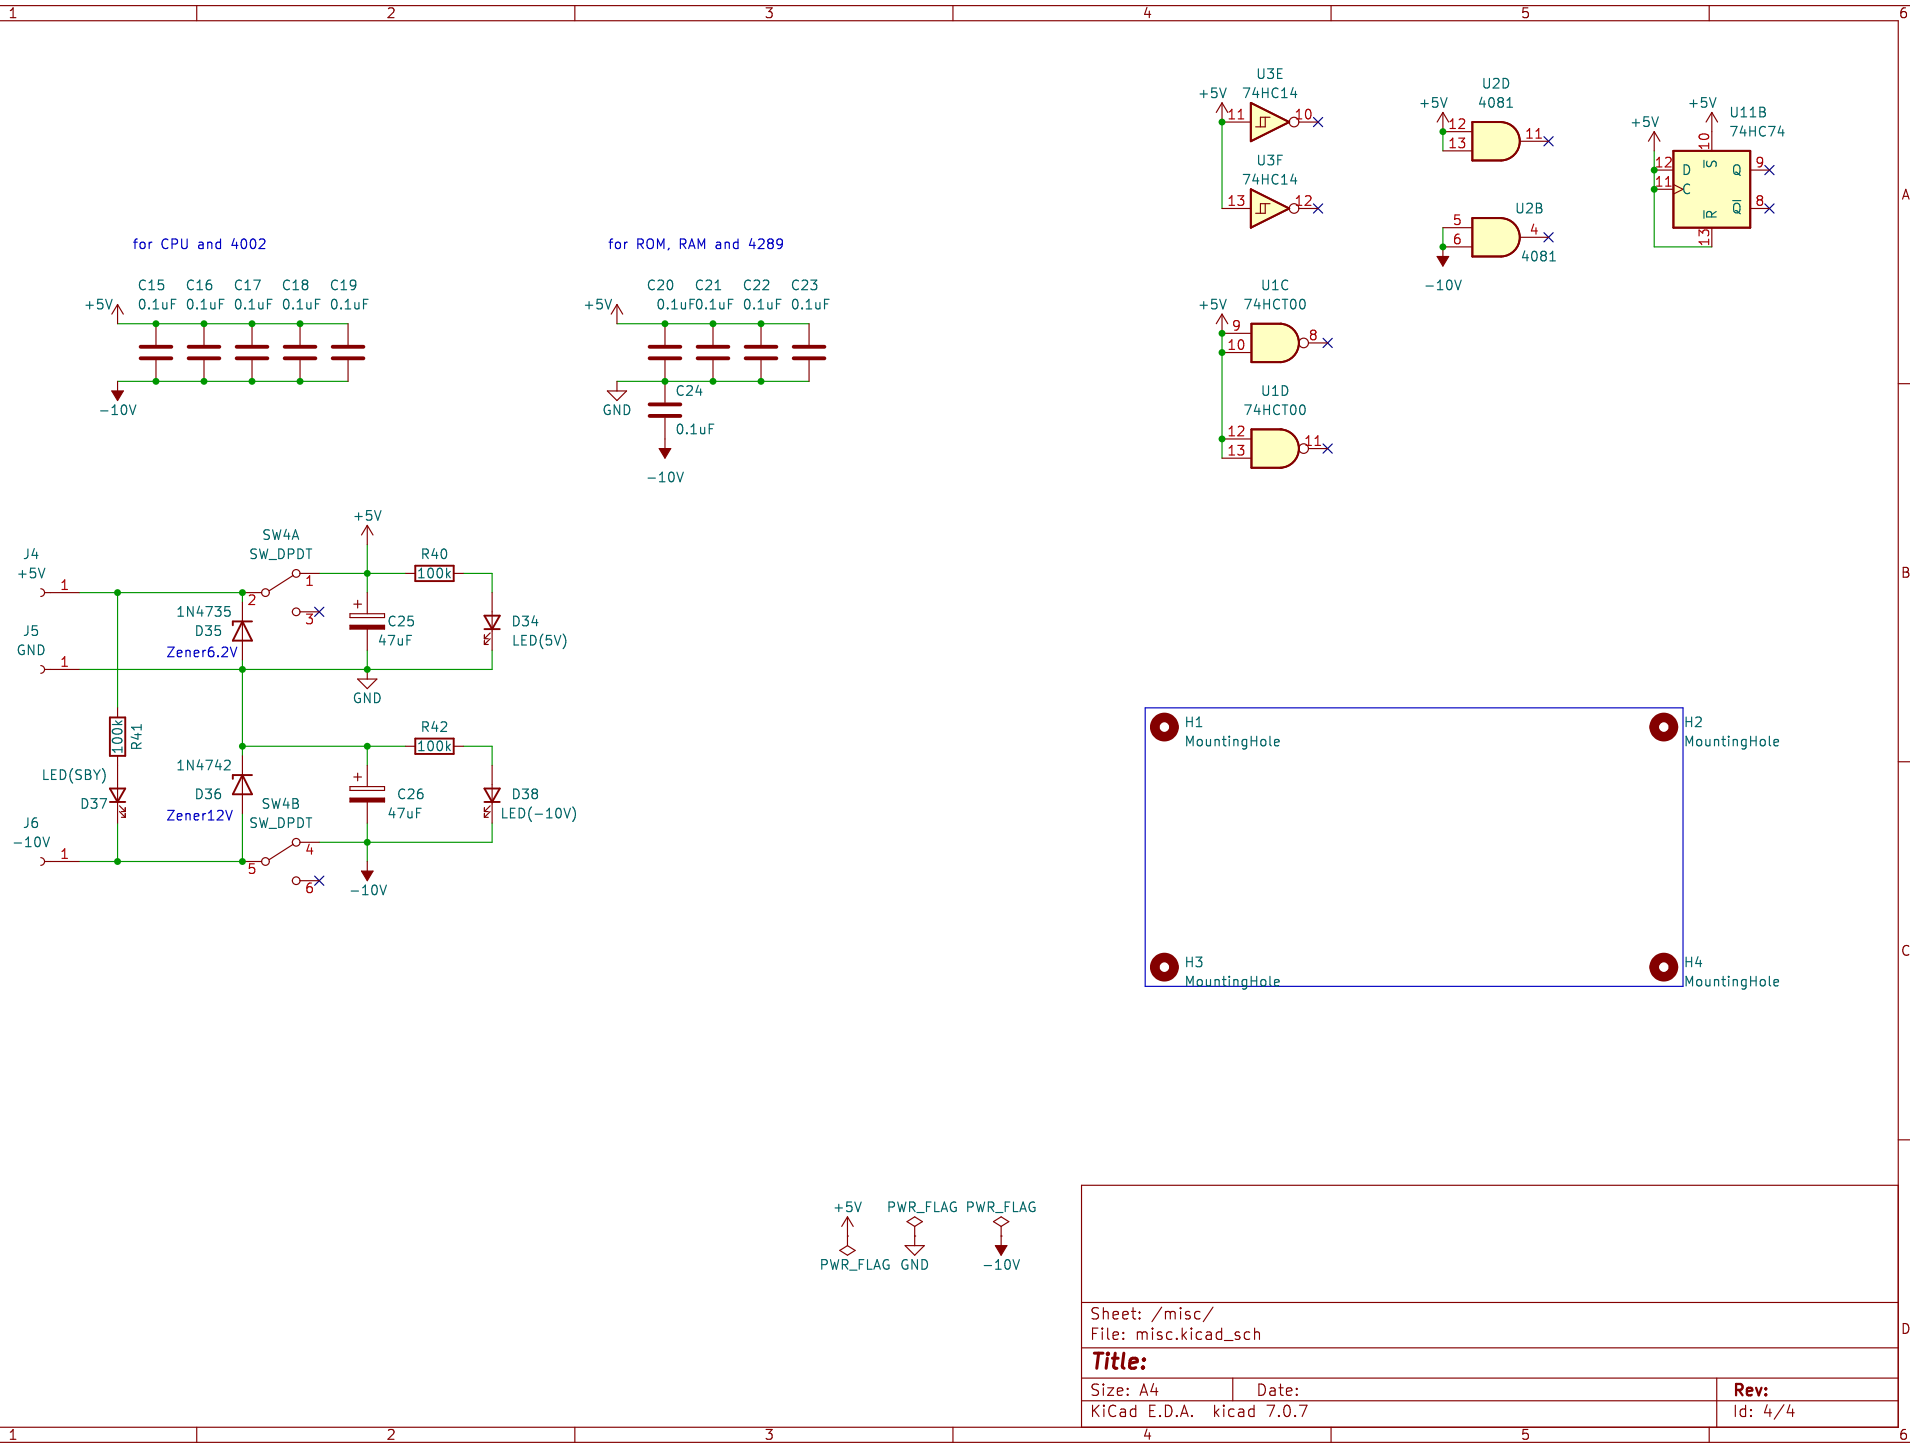 1 2 3 4 5 6
U3E
74HC14
+5V
11 10
U3F
74HC14
13 12
U2D
4081
+5V
12
13
11
U2B
5
6
4
4081
-10V
+5V
+5V
U11B
74HC74
10
12 D S Q 9
11 C
R Q 8
13
A
for CPU and 4002
C15 C16 C17 C18 C19
+5V 0.1uF 0.1uF 0.1uF 0.1uF 0.1uF
-10V
for ROM, RAM and 4289
C20 C21 C22 C23
+5V 0.1uF 0.1uF 0.1uF 0.1uF
GND
C24
0.1uF
-10V
U1C
74HCT00
+5V
9
10
8
U1D
74HCT00
12
13
11
B
+5V
SW4A
SW_DPDT
J4
+5V
1
2
1
3
R40
100k
1N4735
D35
Zener6.2V
+
C25
47uF
D34
LED(5V)
J5
GND
1
GND
100k
R41
R42
100k
LED(SBY)
D37
1N4742
D36
Zener12V
SW4B
SW_DPDT
+
C26
47uF
D38
LED(-10V)
J6
-10V
1
5
4
6
-10V
H1
MountingHole
H2
MountingHole
H3
MountingHole
H4
MountingHole
C
+5V PWR_FLAG PWR_FLAG
PWR_FLAG GND -10V
Sheet: /misc/
File: misc.kicad_sch
D
Title:
Size: A4 Date: Rev:
KiCad E.D.A. kicad 7.0.7 Id: 4/4
1 2 3 4 5 6